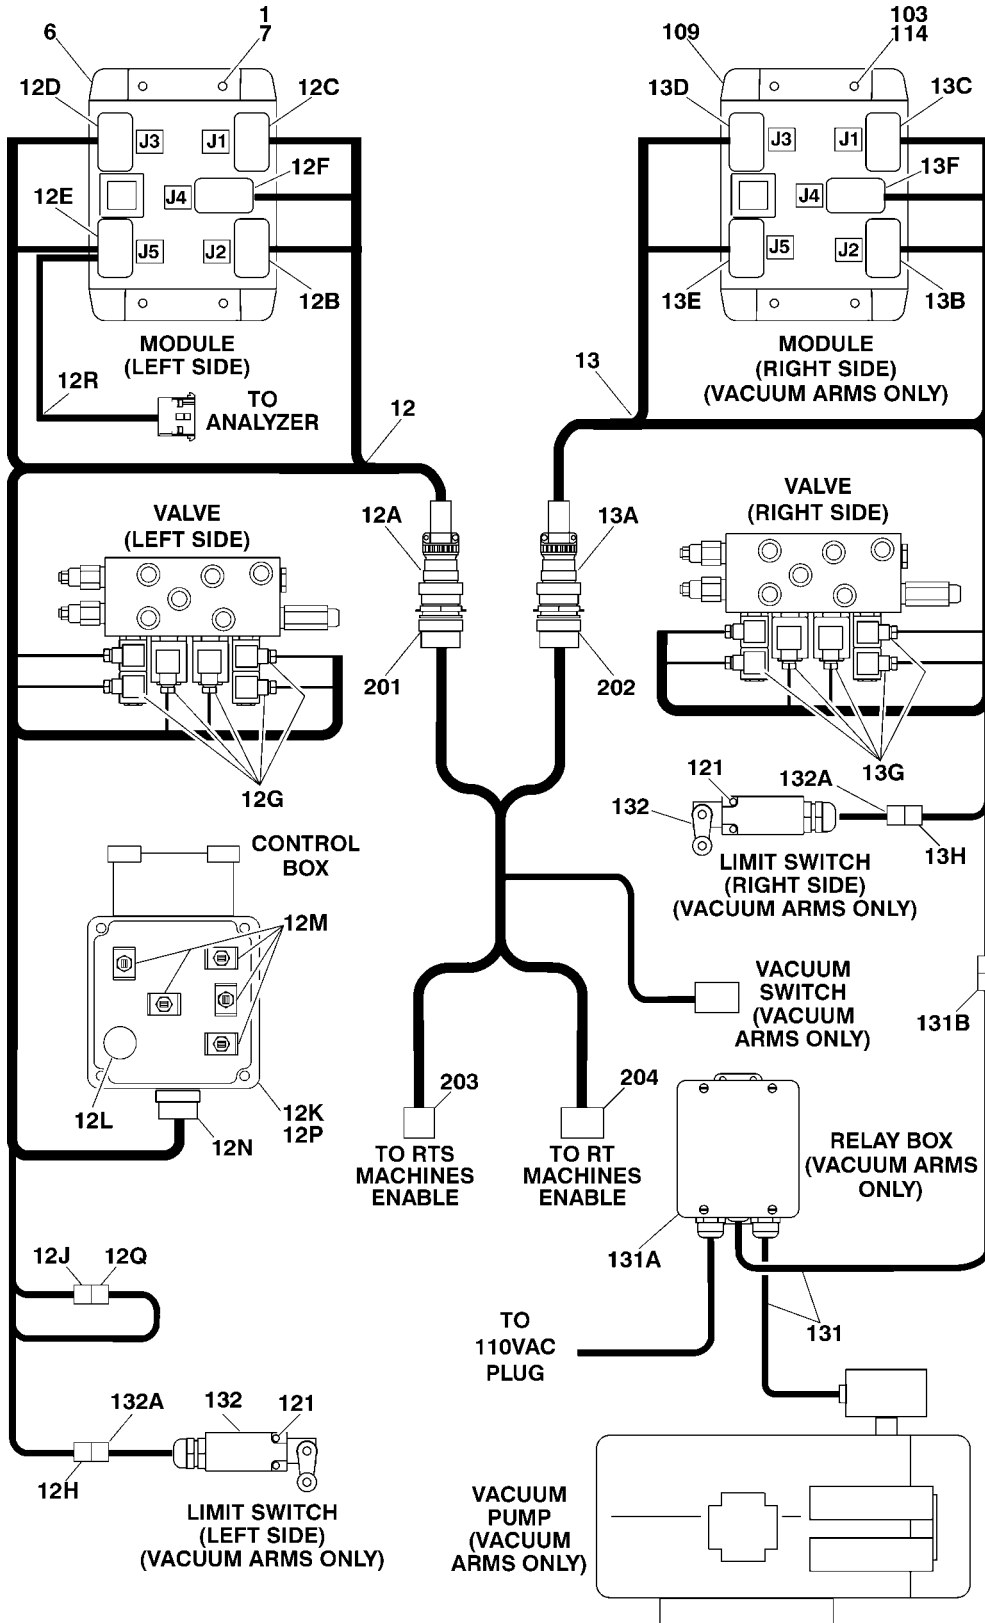 1
7
6
12D
12C
J3
J1
12F
12E
J4
J5
J2
12B
MODULE
(LEFT SIDE)
12R
TO
ANALYZER
12
103
114
109
13D
13C
J3
J1
13F
J4
J5
J2
13E
13B
MODULE
(RIGHT SIDE)
(VACUUM ARMS ONLY)
13
VALVE
(LEFT SIDE)
12A
13A
VALVE
(RIGHT SIDE)
201
202
12G
13G
121
132A
132
13H
LIMIT SWITCH
(RIGHT SIDE)
(VACUUM ARMS ONLY)
CONTROL
BOX
12M
12L
12K
12P
12N
VACUUM
SWITCH
(VACUUM
ARMS ONLY)
131B
203
204
TO RTS
MACHINES
ENABLE
TO RT
MACHINES
ENABLE
RELAY BOX
(VACUUM ARMS
ONLY)
131A
12J
12Q
TO
110VAC
PLUG
131
132A
132
121
12H
LIMIT SWITCH
(LEFT SIDE)
(VACUUM ARMS ONLY)
VACUUM
PUMP
(VACUUM
ARMS ONLY)